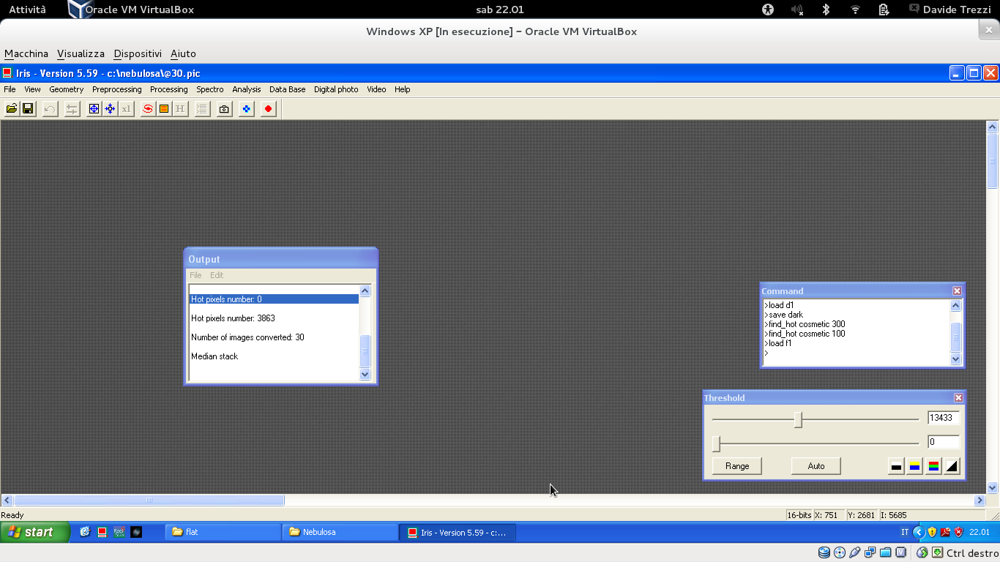 Attività Oracle VM VirtualBox sab 22.01 Davide Trezzi
Windows XP [In esecuzione] – Oracle VM VirtualBox
Macchina Visualizza Dispositivi Aiuto
Iris - Version 5.59 - c:\nebulosa\@30.pic
File View Geometry Preprocessing Processing Spectro Analysis Data Base Digital photo Video Help
x1 H
Output
File Edit
Hot pixels number: 0
Hot pixels number: 3863
Number of images converted: 30
Median stack
Command
>load d1
>save dark
>find_hot cosmetic 300
>find_hot cosmetic 100
>load f1
>
Threshold
13433
0
Range Auto
Ready 16-bits X: 751 Y: 2681 I: 5685
start flat Nebulosa Iris - Version 5.59 - c:... IT 22.01
Ctrl destro